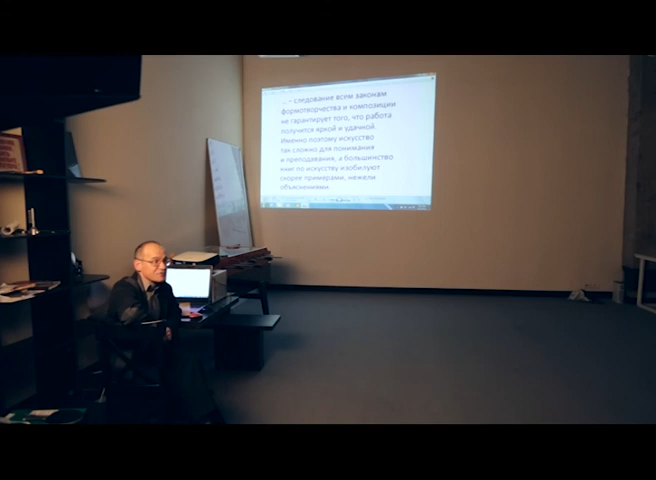 ... – следование всем законам
формотворчества и композиции
не гарантирует того, что работа
получится яркой и удачной.
Именно поэтому искусство
так сложно для понимания
и преподавания, а большинство
книг по искусству изобилуют
скорее примерами, нежели
объяснениями.